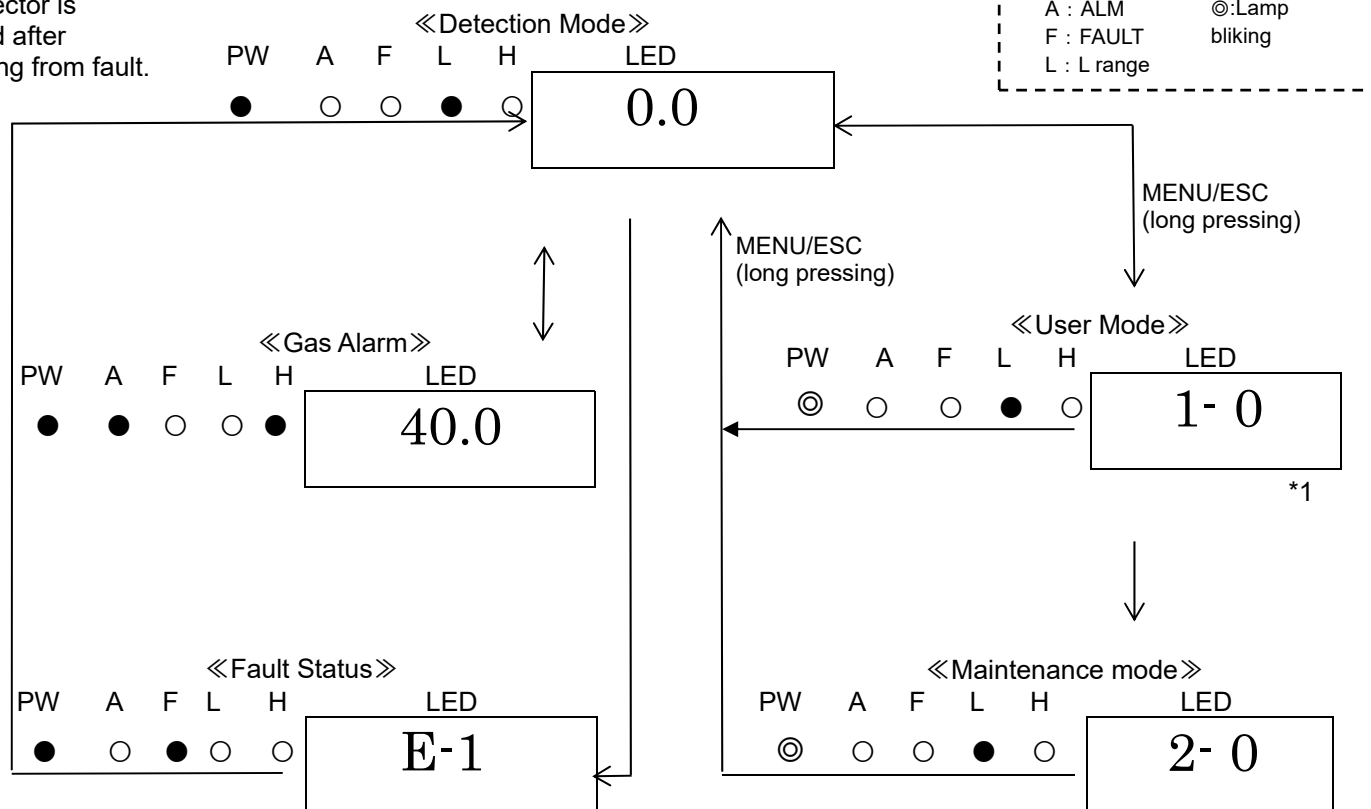 is
after
ng from fault.
A : ALM ◎:Lamp
F : FAULT bliking
L : L range
≪Detection Mode≫
PW A F L H LED
● ○ ○ ● ○ 0.0
MENU/ESC
(long pressing)
MENU/ESC
(long pressing)
≪Gas Alarm≫
PW A F L H LED
● ● ○ ○ ● 40.0
≪User Mode≫
PW A F L H LED
◎ ○ ○ ● ○ 1- 0
*1
≪Fault Status≫
PW A F L H LED
● ○ ● ○ ○ E-1
≪Maintenance mode≫
PW A F L H LED
◎ ○ ○ ● ○ 2- 0